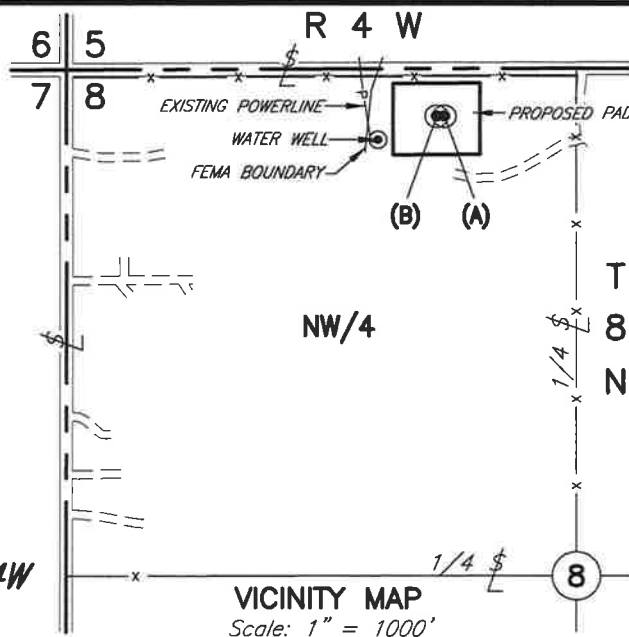 R 4 W
6 5
7 8
EXISTING POWERLINE
P
WATER WELL
PROPOSED PAD
FEMA BOUNDARY
(B) (A)
NW/4
T
8
N
1/4
1/4
8
4W
VICINITY MAP
Scale: 1" = 1000'